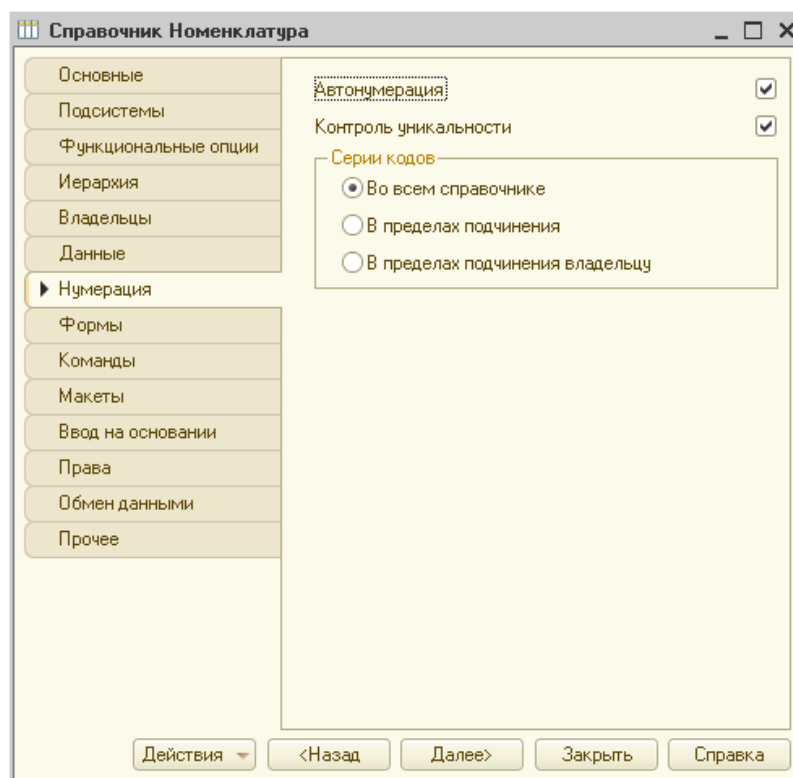 Справочник Номенклатура
Основные
Подсистемы
Функциональные опции
Иерархия
Владельцы
Данные
Нумерация
Формы
Команды
Макеты
Ввод на основании
Права
Обмен данными
Прочее
Автонумерация
Контроль уникальности
Серии кодов
Во всем справочнике
В пределах подчинения
В пределах подчинения владельцу
Действия <Назад Далее> Закрыть Справка